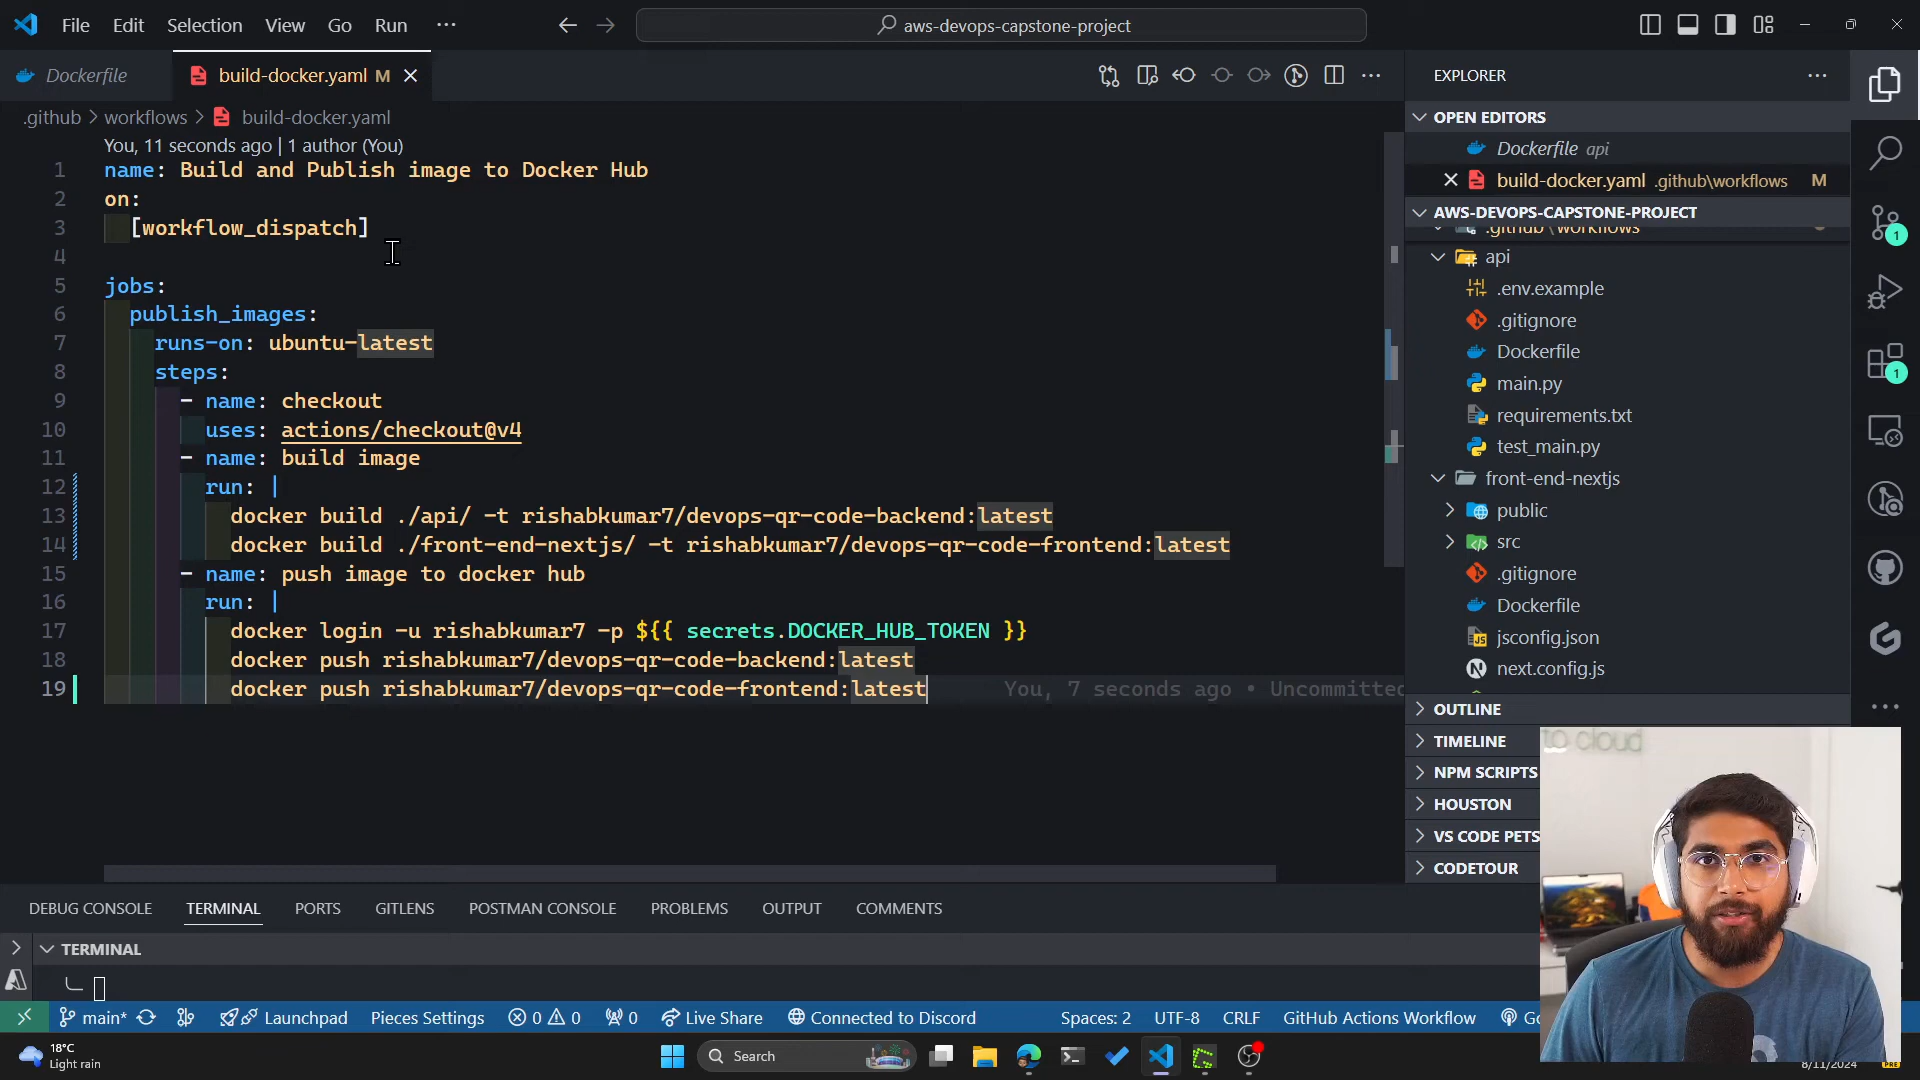 File Edit Selection View Go Run ···
aws-devops-capstone-project
Dockerfile
build-docker.yaml M
.github > workflows > build-docker.yaml
You, 11 seconds ago | 1 author (You)
1 name: Build and Publish image to Docker Hub
2 on:
3 [workflow_dispatch]
4
5 jobs:
6 publish_images:
7 runs-on: ubuntu-latest
8 steps:
9 - name: checkout
10 uses: actions/checkout@v4
11 - name: build image
12 run: |
13 docker build ./api/ -t rishabkumar7/devops-qr-code-backend:latest
14 docker build ./front-end-nextjs/ -t rishabkumar7/devops-qr-code-frontend:latest
15 - name: push image to docker hub
16 run: |
17 docker login -u rishabkumar7 -p ${{ secrets.DOCKER_HUB_TOKEN }}
18 docker push rishabkumar7/devops-qr-code-backend:latest
19 docker push rishabkumar7/devops-qr-code-frontend:latest You, 7 seconds ago • Uncommitted
EXPLORER
OPEN EDITORS
Dockerfile api
build-docker.yaml .github\workflows M
AWS-DEVOPS-CAPSTONE-PROJECT
.github \workflows
api
.env.example
.gitignore
Dockerfile
main.py
requirements.txt
test_main.py
front-end-nextjs
public
src
.gitignore
Dockerfile
jsconfig.json
next.config.js
OUTLINE
TIMELINE
NPM SCRIPTS
HOUSTON
VS CODE PETS
CODETOUR
1
1
to cloud
DEBUG CONSOLE TERMINAL PORTS GITLENS POSTMAN CONSOLE PROBLEMS OUTPUT COMMENTS
TERMINAL
main* Launchpad Pieces Settings 0 0 0 Live Share Connected to Discord Spaces: 2 UTF-8 CRLF GitHub Actions Workflow
18°C
Light rain
Search
8/11/2024
PRE